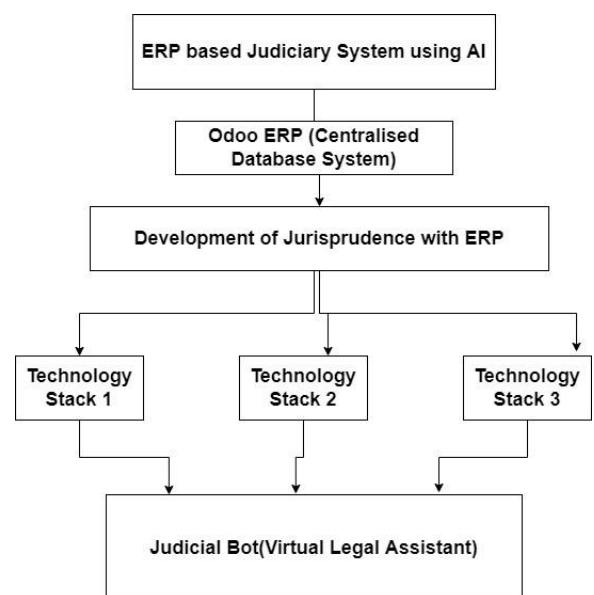 ERP based Judiciary System using AI
Odoo ERP (Centralised
Database System)
Development of Jurisprudence with ERP
Technology
Stack 1
Technology
Stack 2
Technology
Stack 3
Judicial Bot(Virtual Legal Assistant)